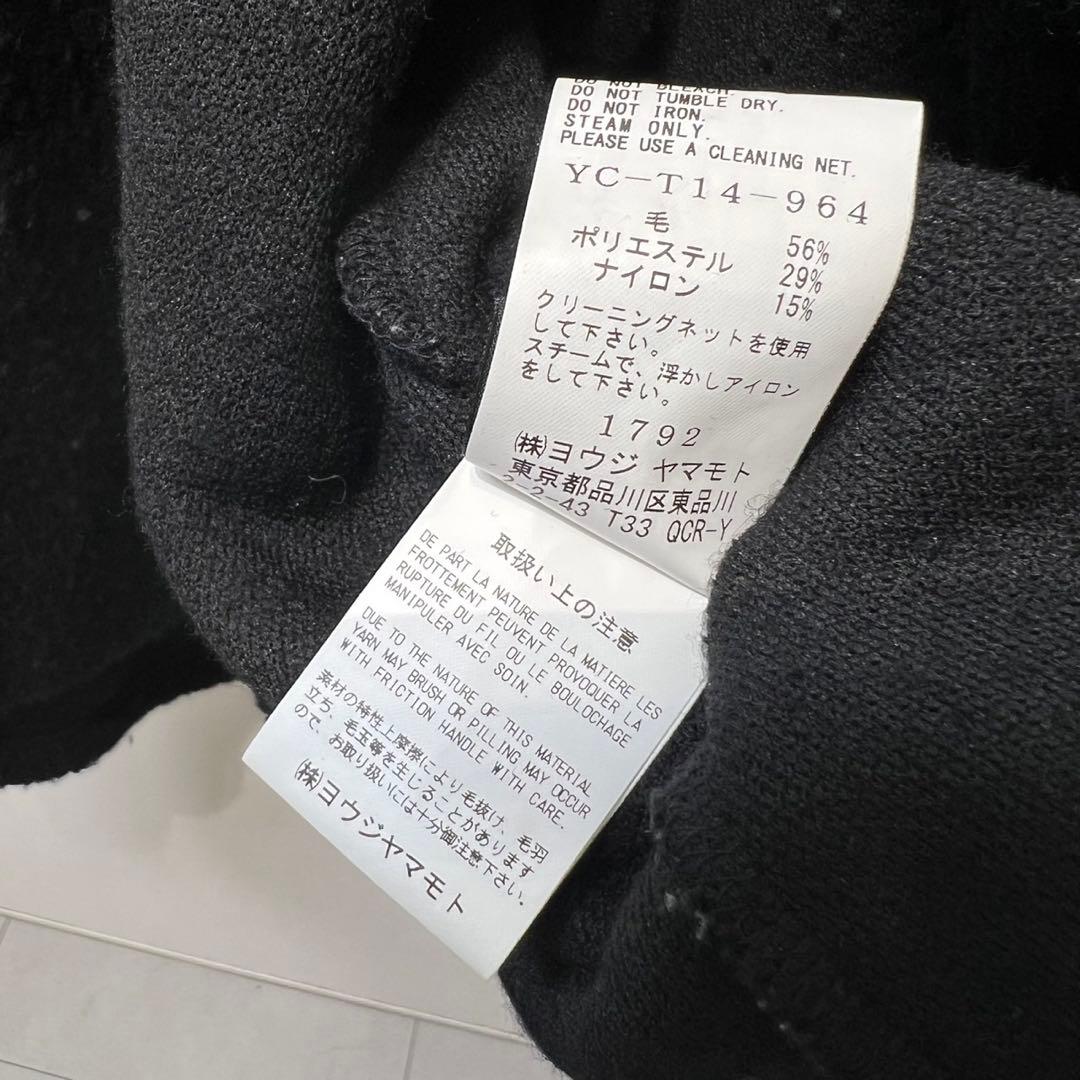 DO NOT BLEACH.
DO NOT TUMBLE DRY.
DO NOT IRON.
STEAM ONLY.
PLEASE USE A CLEANING NET.
YC-T14-964
毛 56%
ポリエステル 29%
ナイロン 15%
クリーニングネットを使用
して下さい。
スチームで、浮かしアイロン
をして下さい。
1792
㈱ヨウジ ヤマモト
東京都品川区東品川
2-2-43 T33 QCR-Y
取扱い上の注意
DE PART LA NATURE DE LA MATIERE LES
FROTTEMENT PEUVENT PROVOQUER LA
RUPTURE DU FIL OU LE BOULOCHAGE
MANIPULER AVEC SOIN.
DUE TO THE NATURE OF THIS MATERIAL
YARN MAY BRUSH OR PILLING MAY OCCUR
WITH FRICTION HANDLE WITH CARE.
素材の特性上摩擦により毛抜け、毛羽
立ち、毛玉等を生じることがあります
ので、お取り扱いには十分御注意下さい。
㈱ヨウジヤマモト